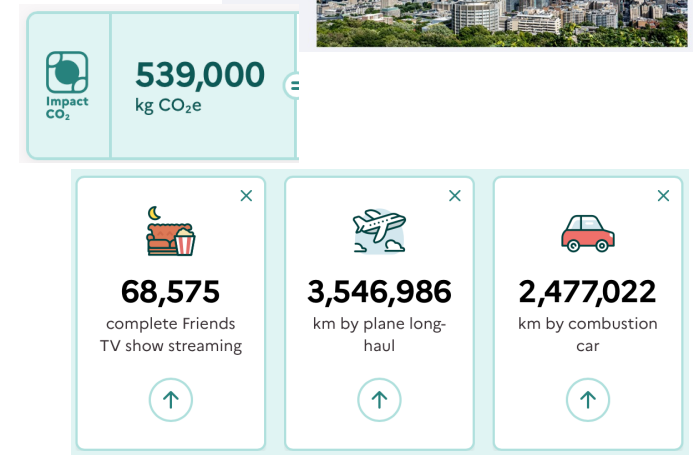 Impact
CO₂
539,000
kg CO₂e
=
68,575
complete Friends
TV show streaming
3,546,986
km by plane long-
haul
2,477,022
km by combustion
car